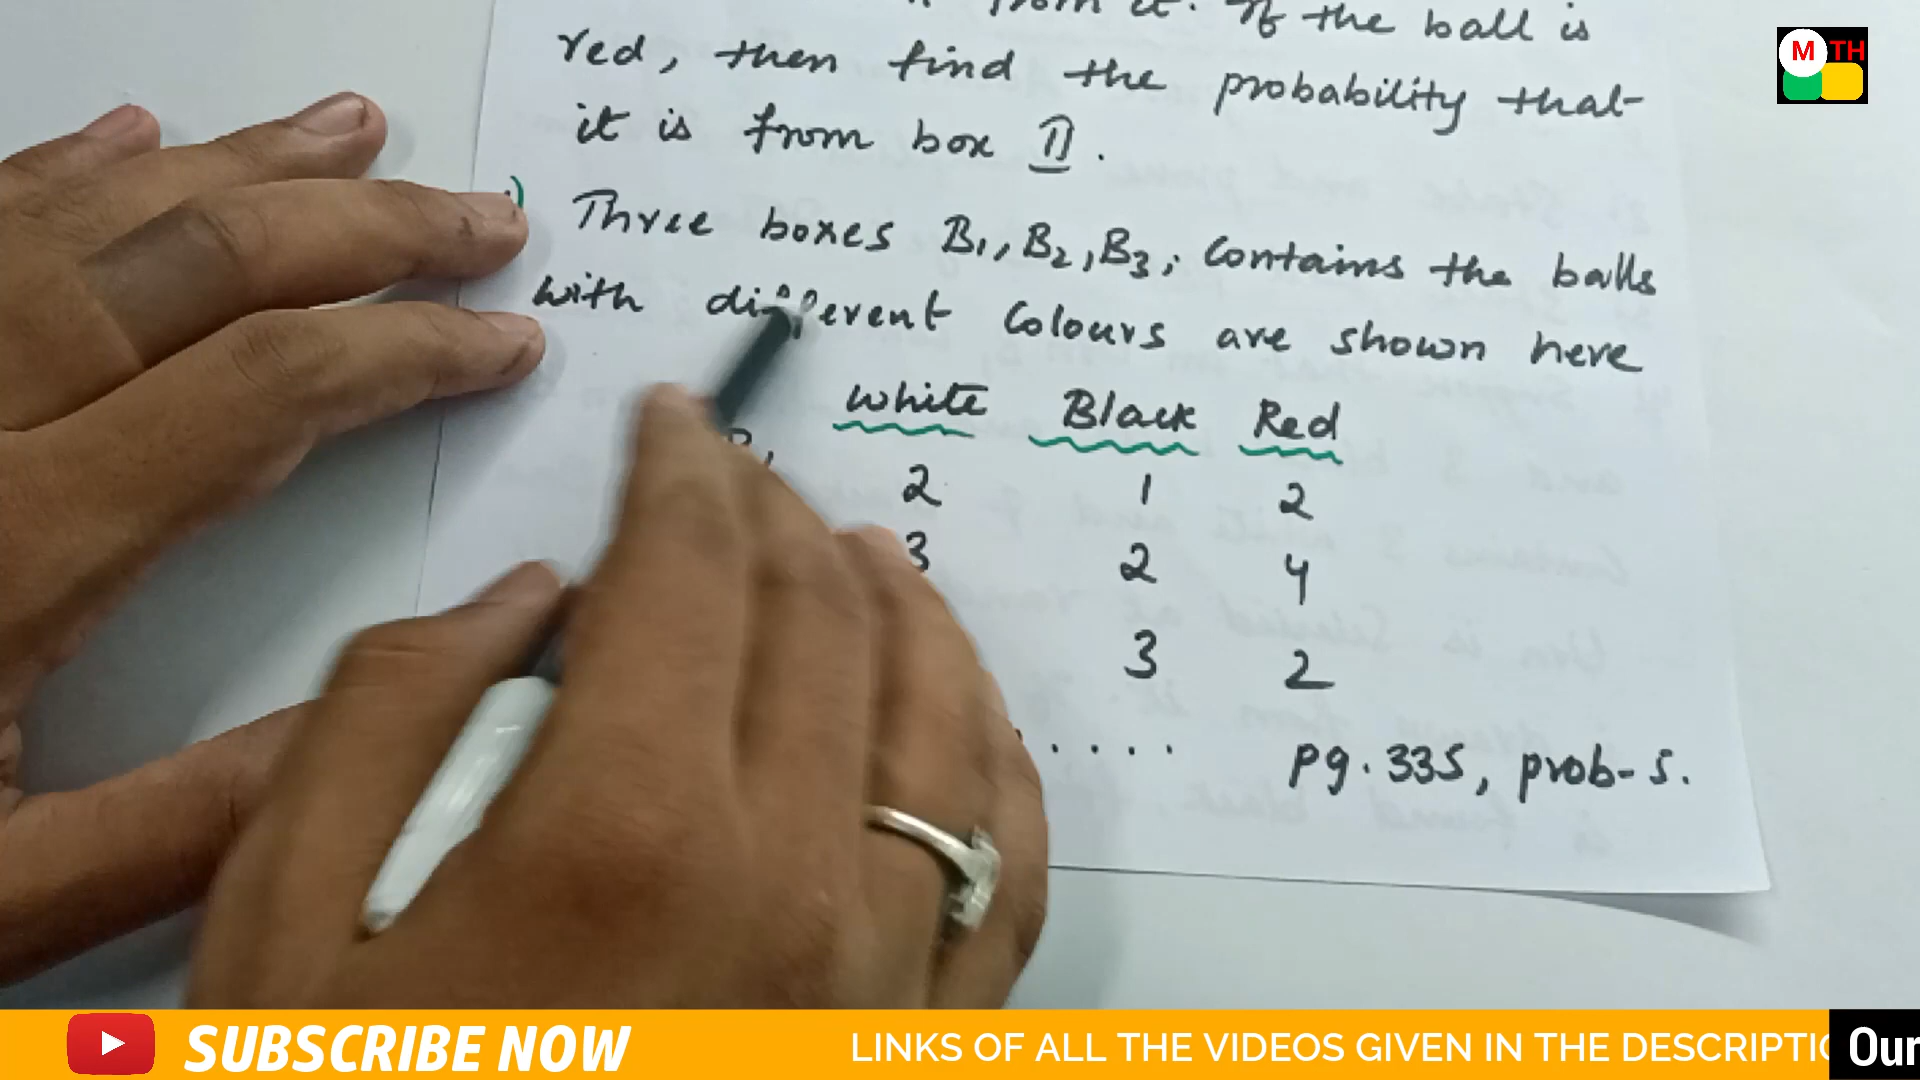 from it. If the ball is
red, then find the probability that
it is from box II.
Three boxes B1, B2, B3, contains the balls
with different colours are shown here
White Black Red
B1 2 1 2
3 2 4
3 2
.... pg. 335, prob-5.
M TH
SUBSCRIBE NOW
LINKS OF ALL THE VIDEOS GIVEN IN THE DESCRIPTI
Our